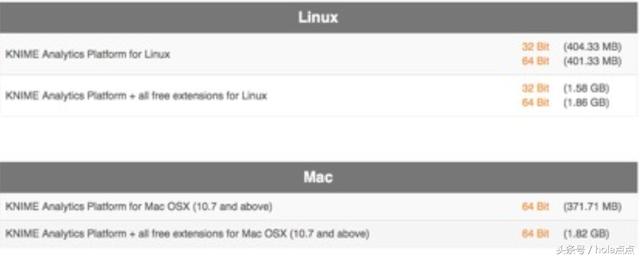 Linux
KNIME Analytics Platform for Linux 32 Bit (404.33 MB)
64 Bit (401.33 MB)
KNIME Analytics Platform + all free extensions for Linux 32 Bit (1.58 GB)
64 Bit (1.86 GB)
Mac
KNIME Analytics Platform for Mac OSX (10.7 and above) 64 Bit (371.71 MB)
KNIME Analytics Platform + all free extensions for Mac OSX (10.7 and above) 64 Bit (1.82 GB)
头条号 / hola点点